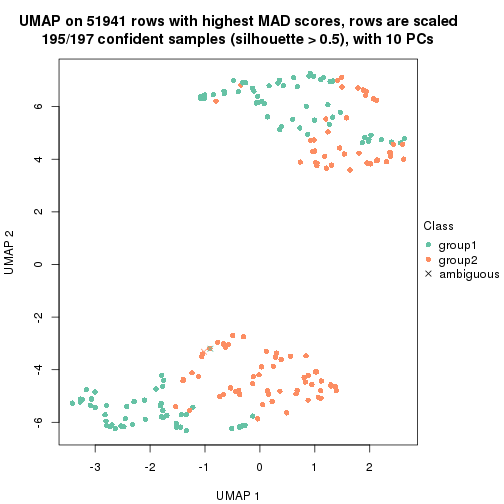 UMAP on 51941 rows with highest MAD scores, rows are scaled
195/197 confident samples (silhouette > 0.5), with 10 PCs
6
4
2
0
-2
-4
-6
UMAP 2
-3
-2
-1
0
1
2
UMAP 1
Class
group1
group2
ambiguous